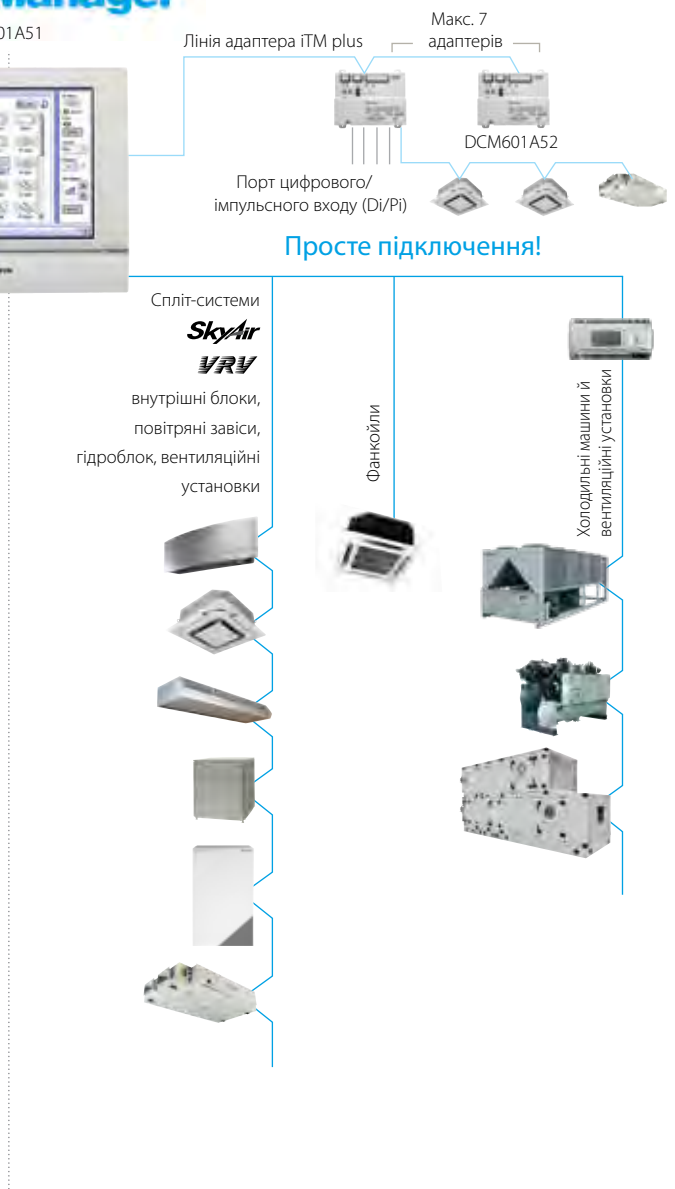 Manager
01A51
Лінія адаптера iTM plus
Макс. 7
адаптерів
DCM601A52
Порт цифрового/
імпульсного входу (Di/Pi)
Просте підключення!
Спліт-системи
SkyAir
VRV
внутрішні блоки,
повітряні завіси,
гідроблок, вентиляційні
установки
Фанкойли
Холодильні машини й
вентиляційні установки